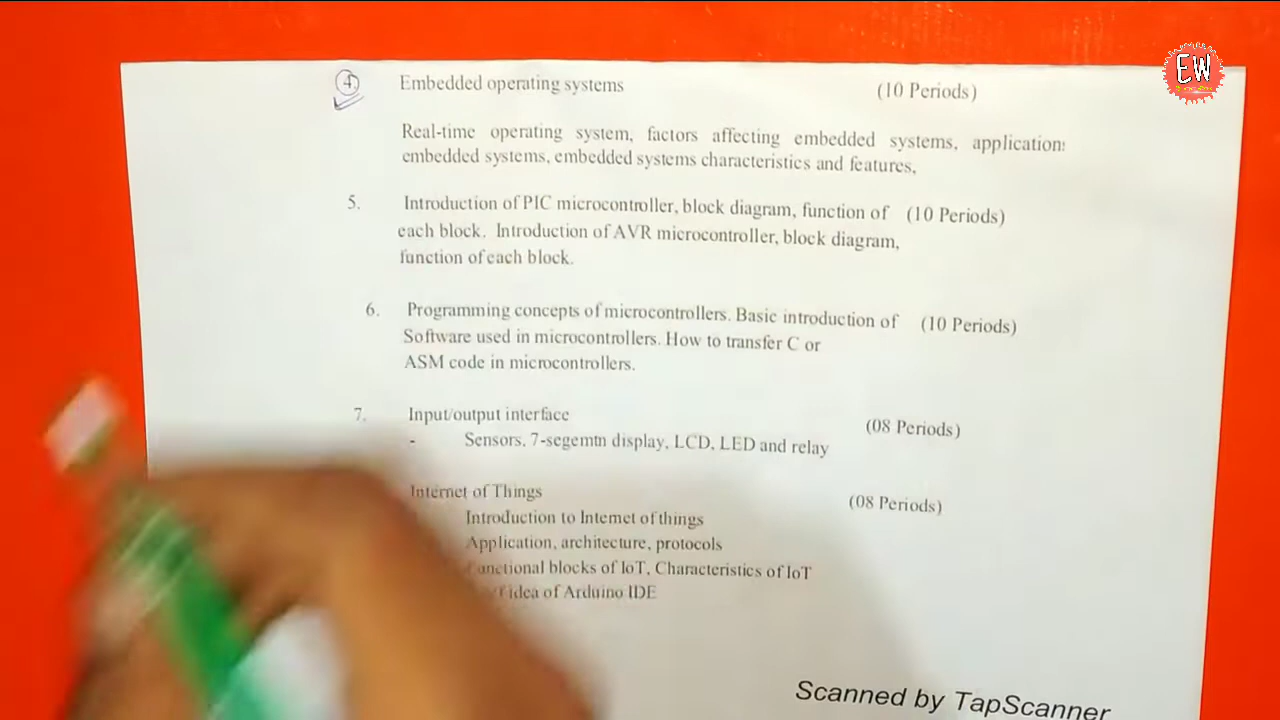 EW
4. Embedded operating systems (10 Periods)
Real-time operating system, factors affecting embedded systems, application
embedded systems, embedded systems characteristics and features,
5. Introduction of PIC microcontroller, block diagram, function of (10 Periods)
each block. Introduction of AVR microcontroller, block diagram,
function of each block.
6. Programming concepts of microcontrollers. Basic introduction of (10 Periods)
Software used in microcontrollers. How to transfer C or
ASM code in microcontrollers.
7. Input/output interface (08 Periods)
- Sensors, 7-segemtn display, LCD, LED and relay
Internet of Things (08 Periods)
Introduction to Internet of things
Application, architecture, protocols
blocks of IoT, Characteristics of IoT
idea of Arduino IDE
Scanned by TapScanner